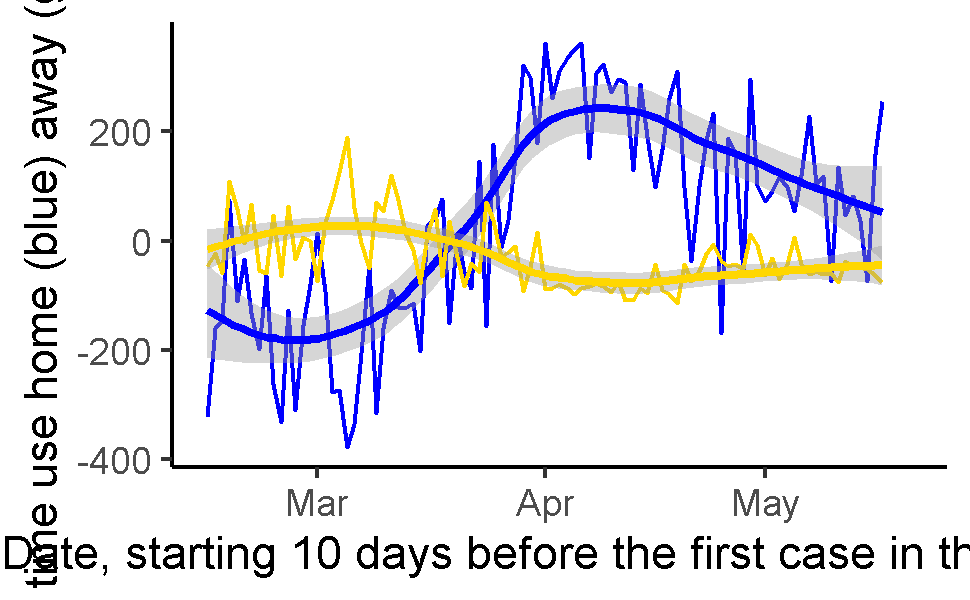 time use home (blue) away (
200
0
-200
-400
Mar Apr May
Date, starting 10 days before the first case in th